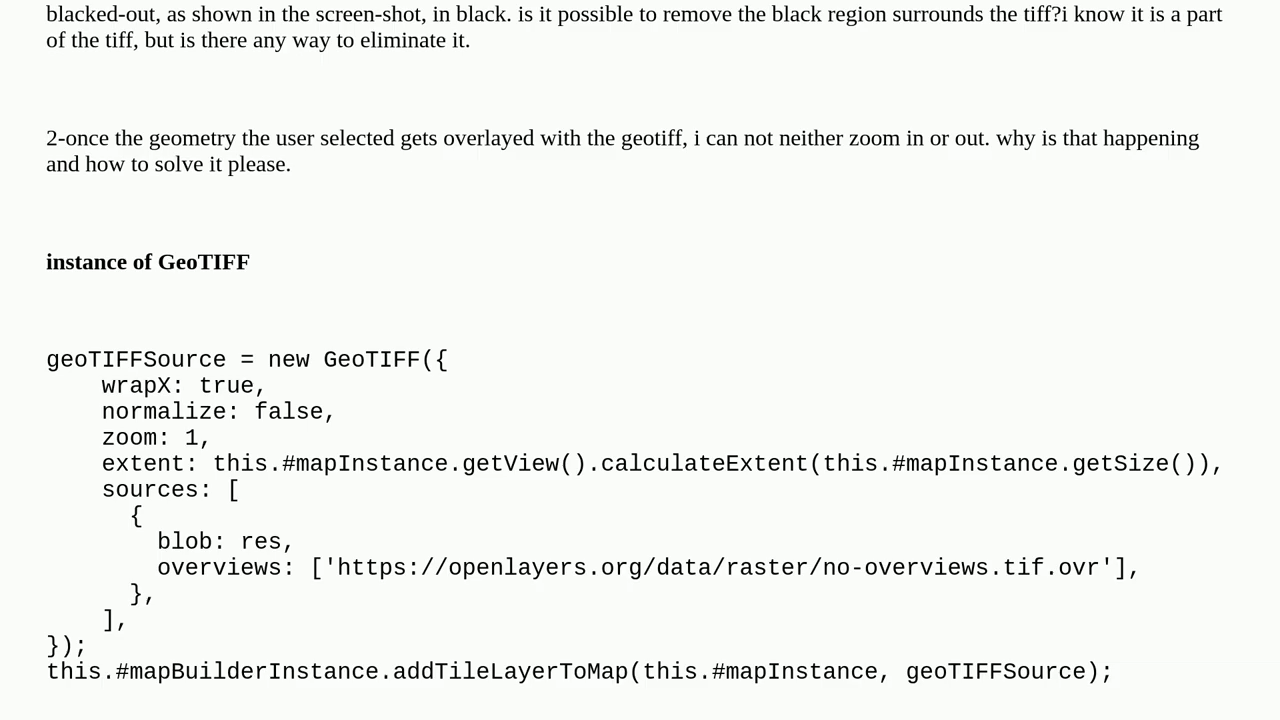 blacked-out, as shown in the screen-shot, in black. is it possible to remove the black region surrounds the tiff?i know it is a part
of the tiff, but is there any way to eliminate it.
2-once the geometry the user selected gets overlayed with the geotiff, i can not neither zoom in or out. why is that happening
and how to solve it please.
instance of GeoTIFF
geoTIFFSource = new GeoTIFF({
    wrapX: true,
    normalize: false,
    zoom: 1,
    extent: this.#mapInstance.getView().calculateExtent(this.#mapInstance.getSize()),
    sources: [
      {
        blob: res,
        overviews: ['https://openlayers.org/data/raster/no-overviews.tif.ovr'],
      },
    ],
});
this.#mapBuilderInstance.addTileLayerToMap(this.#mapInstance, geoTIFFSource);